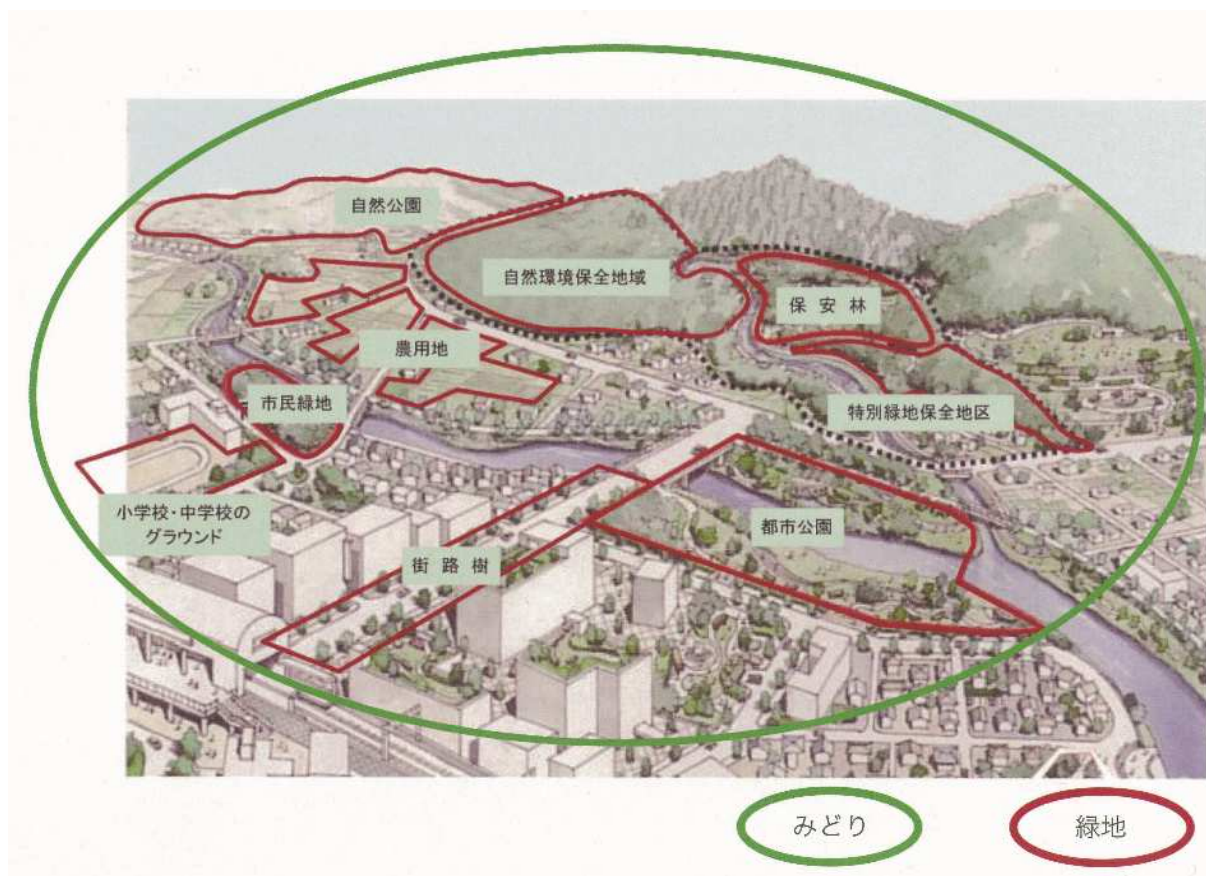 自然公園
自然環境保全地域
保安林
農用地
市民緑地
特別緑地保全地区
小学校・中学校の
グラウンド
都市公園
街路樹
みどり
緑地